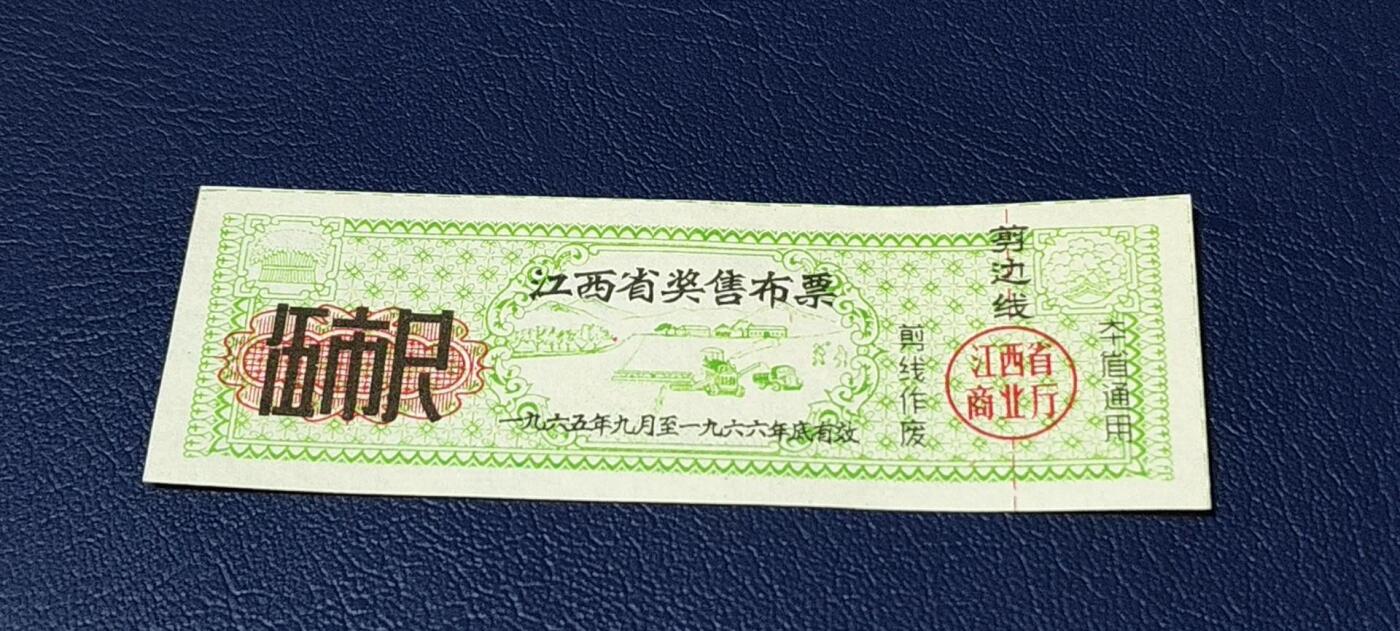 江西省奖售布票
伍市尺
一九六五年九月至一九六六年底有效
剪线作废
剪边线
江西省
商业厅
本省通用